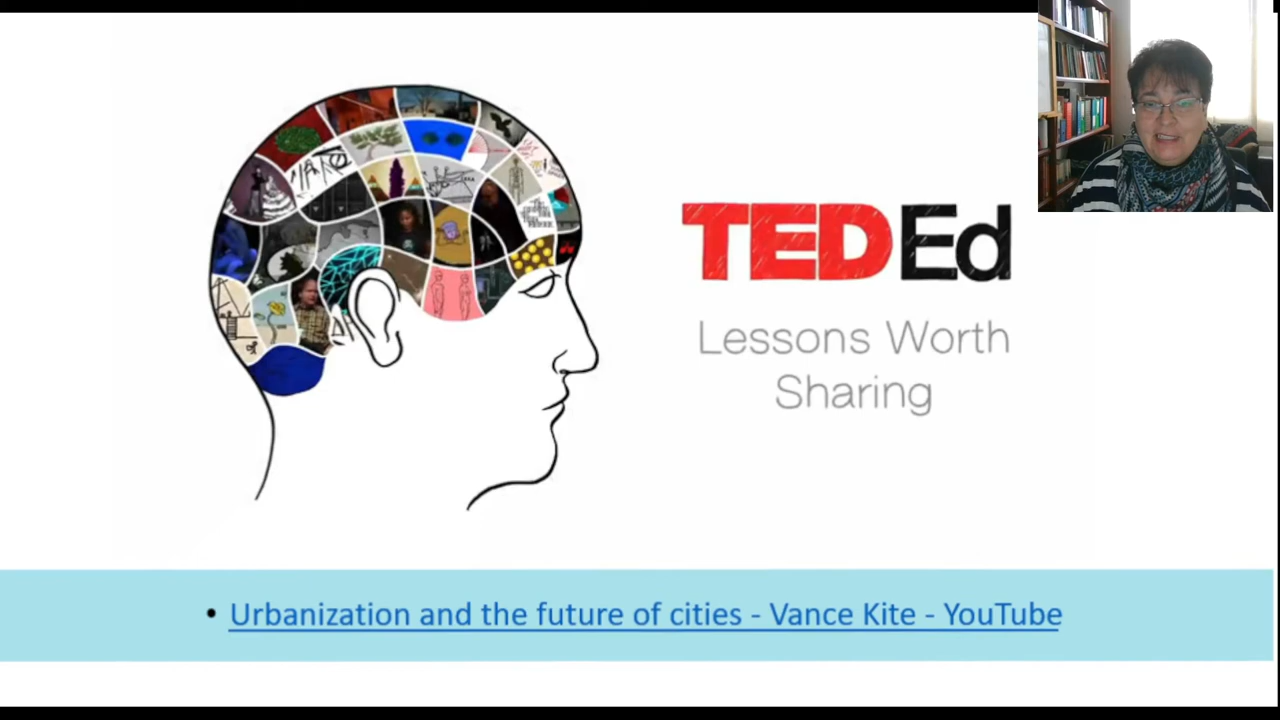 TEDEd
Lessons Worth
Sharing
• Urbanization and the future of cities - Vance Kite - YouTube